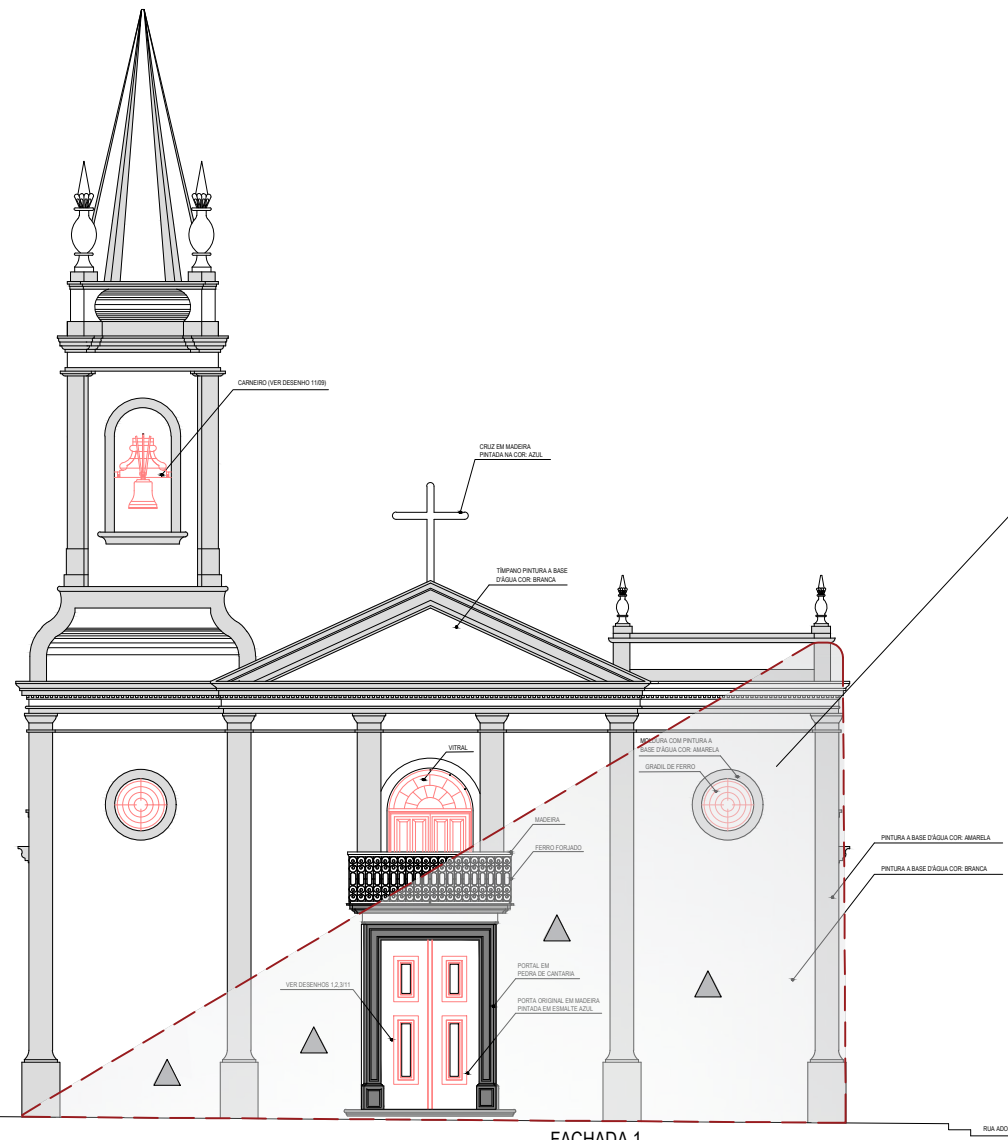 CARNEIRO (VER DESENHO 11/09)
CRUZ EM MADEIRA
PINTADA NA COR: AZUL
TÍMPANO PINTURA A BASE
D'ÁGUA COR: BRANCA
MOLDURA COM PINTURA A
BASE D'ÁGUA COR: AMARELA
VITRAL
GRADIL DE FERRO
MADEIRA
PINTURA A BASE D'ÁGUA COR: AMARELA
FERRO FORJADO
PINTURA A BASE D'ÁGUA COR: BRANCA
PORTAL EM
PEDRA DE CANTARIA
VER DESENHOS 1,2,3/11
PORTA ORIGINAL EM MADEIRA
PINTADA EM ESMALTE AZUL
RUA ADO
FACHADA 1